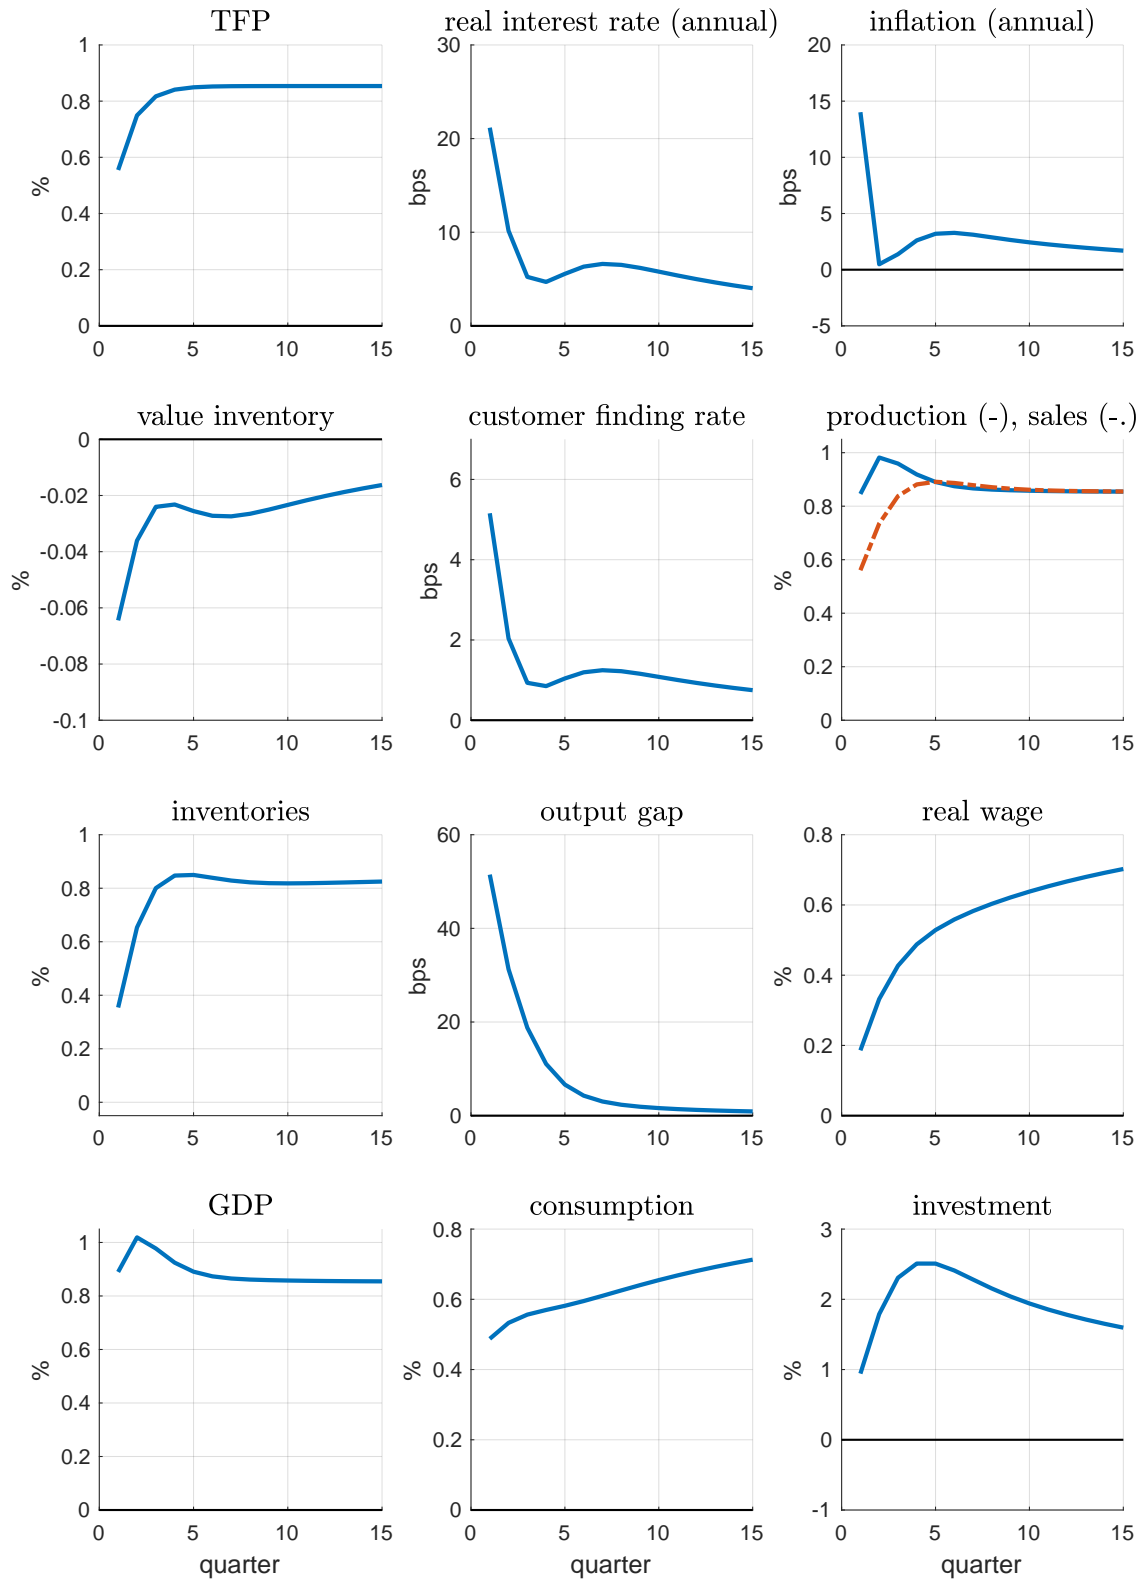 TFP
real interest rate (annual)
inflation (annual)
1
0.8
0.6
0.4
0.2
0
%
0 5 10 15
30
20
10
0
bps
0 5 10 15
20
15
10
5
0
-5
bps
0 5 10 15
value inventory
customer finding rate
production (-), sales (-.)
0
-0.02
-0.04
-0.06
-0.08
-0.1
%
0 5 10 15
6
4
2
0
bps
0 5 10 15
1
0.8
0.6
0.4
0.2
0
%
0 5 10 15
inventories
output gap
real wage
1
0.8
0.6
0.4
0.2
0
%
0 5 10 15
60
40
20
0
bps
0 5 10 15
0.8
0.6
0.4
0.2
0
%
0 5 10 15
GDP
consumption
investment
1
0.8
0.6
0.4
0.2
0
%
0 5 10 15
quarter
0.8
0.6
0.4
0.2
0
%
0 5 10 15
quarter
3
2
1
0
-1
%
0 5 10 15
quarter